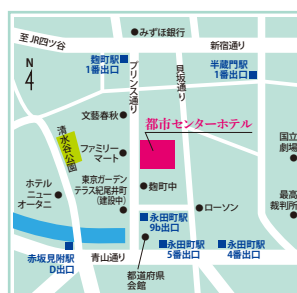 みずほ銀行
至JR四ツ谷
新宿通り
麹町駅
1番出口
半蔵門駅
1番出口
N
プリンス通り
貝坂通り
文藝春秋
都市センターホテル
清水谷公園
ファミリー
マート
国立
劇場
東京ガーデン
テラス紀尾井町
(建設中)
麹町中
ホテル
ニュー
オータニ
最高
裁判所
ローソン
永田町駅
9b出口
赤坂見附駅
D出口
青山通り
永田町駅
5番出口
永田町駅
4番出口
都道府県
会館